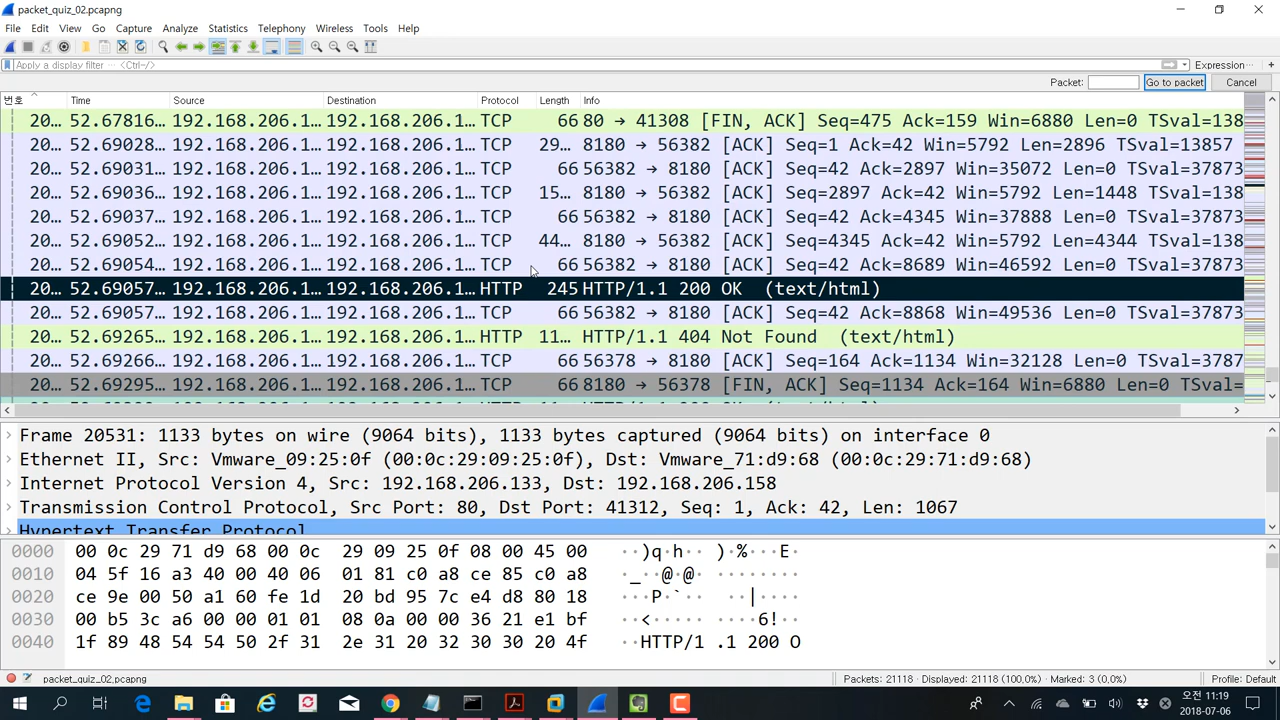 packet_quiz_02.pcapng
File Edit View Go Capture Analyze Statistics Telephony Wireless Tools Help
Apply a display filter ... <Ctrl-/> Expression… +
Packet: Go to packet Cancel
번호 Time Source Destination Protocol Length Info
20… 52.67816… 192.168.206.1… 192.168.206.1… TCP 66 80 → 41308 [FIN, ACK] Seq=475 Ack=159 Win=6880 Len=0 TSval=138
20… 52.69028… 192.168.206.1… 192.168.206.1… TCP 29… 8180 → 56382 [ACK] Seq=1 Ack=42 Win=5792 Len=2896 TSval=13857
20… 52.69031… 192.168.206.1… 192.168.206.1… TCP 66 56382 → 8180 [ACK] Seq=42 Ack=2897 Win=35072 Len=0 TSval=37873
20… 52.69036… 192.168.206.1… 192.168.206.1… TCP 15… 8180 → 56382 [ACK] Seq=2897 Ack=42 Win=5792 Len=1448 TSval=138
20… 52.69037… 192.168.206.1… 192.168.206.1… TCP 66 56382 → 8180 [ACK] Seq=42 Ack=4345 Win=37888 Len=0 TSval=37873
20… 52.69052… 192.168.206.1… 192.168.206.1… TCP 44… 8180 → 56382 [ACK] Seq=4345 Ack=42 Win=5792 Len=4344 TSval=138
20… 52.69054… 192.168.206.1… 192.168.206.1… TCP 66 56382 → 8180 [ACK] Seq=42 Ack=8689 Win=46592 Len=0 TSval=37873
20… 52.69057… 192.168.206.1… 192.168.206.1… HTTP 245 HTTP/1.1 200 OK (text/html)
20… 52.69057… 192.168.206.1… 192.168.206.1… TCP 66 56382 → 8180 [ACK] Seq=42 Ack=8868 Win=49536 Len=0 TSval=37873
20… 52.69265… 192.168.206.1… 192.168.206.1… HTTP 11… HTTP/1.1 404 Not Found (text/html)
20… 52.69266… 192.168.206.1… 192.168.206.1… TCP 66 56378 → 8180 [ACK] Seq=164 Ack=1134 Win=32128 Len=0 TSval=3787
20… 52.69295… 192.168.206.1… 192.168.206.1… TCP 66 8180 → 56378 [FIN, ACK] Seq=1134 Ack=164 Win=6880 Len=0 TSval=
Frame 20531: 1133 bytes on wire (9064 bits), 1133 bytes captured (9064 bits) on interface 0
Ethernet II, Src: Vmware_09:25:0f (00:0c:29:09:25:0f), Dst: Vmware_71:d9:68 (00:0c:29:71:d9:68)
Internet Protocol Version 4, Src: 192.168.206.133, Dst: 192.168.206.158
Transmission Control Protocol, Src Port: 80, Dst Port: 41312, Seq: 1, Ack: 42, Len: 1067
Hypertext Transfer Protocol
0000 00 0c 29 71 d9 68 00 0c 29 09 25 0f 08 00 45 00 ··)q·h·· )·%···E·
0010 04 5f 16 a3 40 00 40 06 01 81 c0 a8 ce 85 c0 a8 ·_··@·@· ········
0020 ce 9e 00 50 a1 60 fe 1d 20 bd 95 7c e4 d8 80 18 ···P·`·· ··|····
0030 00 b5 3c a6 00 00 01 01 08 0a 00 00 36 21 e1 bf ··<····· ····6!··
0040 1f 89 48 54 54 50 2f 31 2e 31 20 32 30 30 20 4f ··HTTP/1 .1 200 O
packet_quiz_02.pcapng Packets: 21118 · Displayed: 21118 (100.0%) · Marked: 3 (0.0%) Profile: Default
오전 11:19
2018-07-06